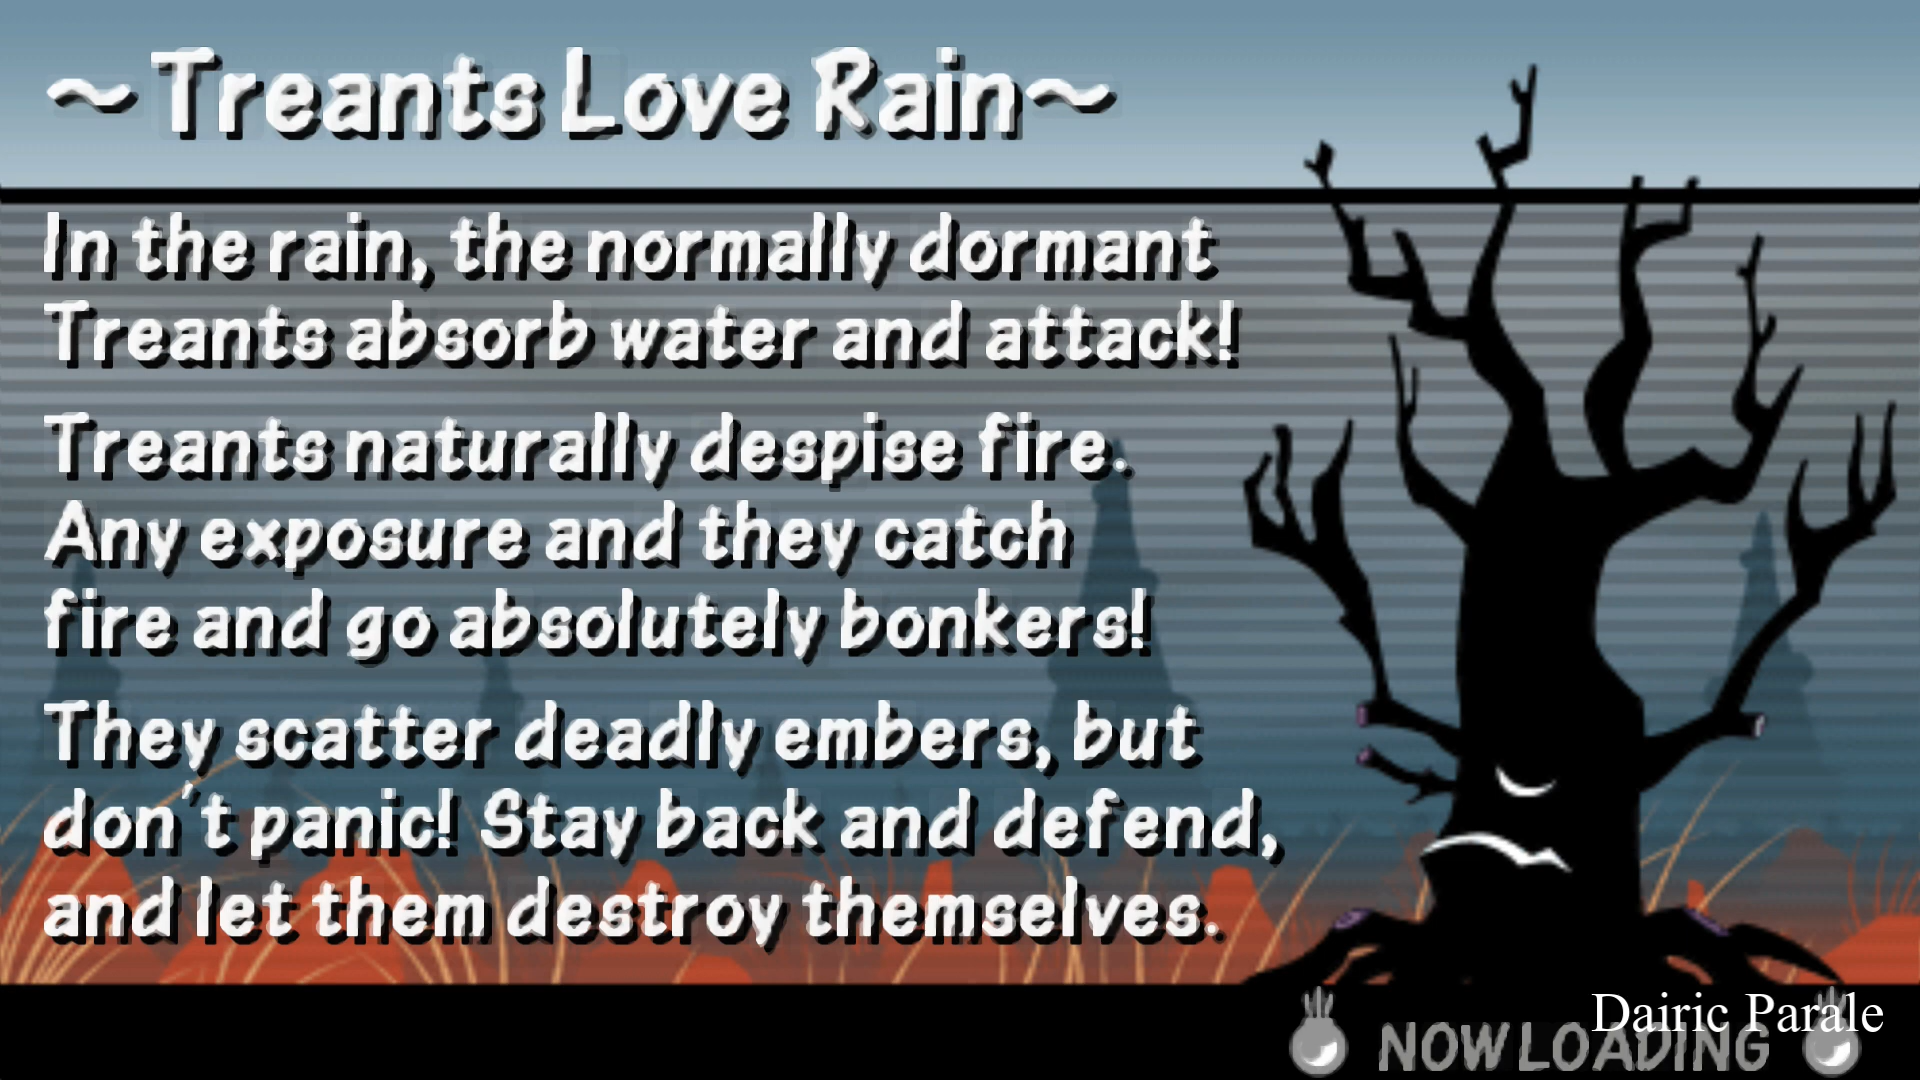 ~Treants Love Rain~
In the rain, the normally dormant
Treants absorb water and attack!
Treants naturally despise fire.
Any exposure and they catch
fire and go absolutely bonkers!
They scatter deadly embers, but
don't panic! Stay back and defend,
and let them destroy themselves.
Dairic Parale
NOW LOADING